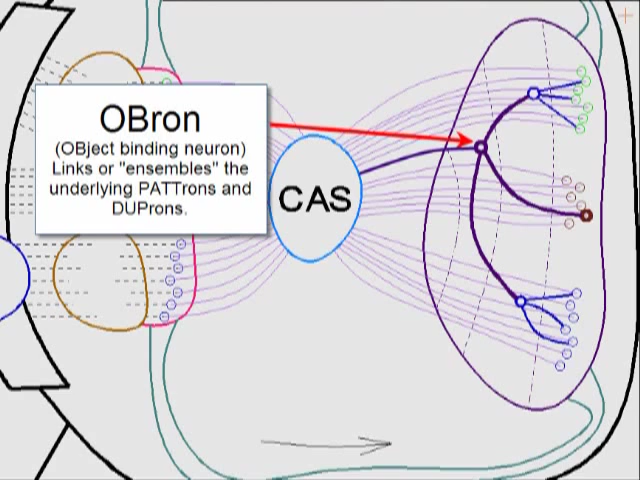 OBron
(OBject binding neuron)
Links or "ensembles" the
underlying PATTrons and
DUProns.
CAS